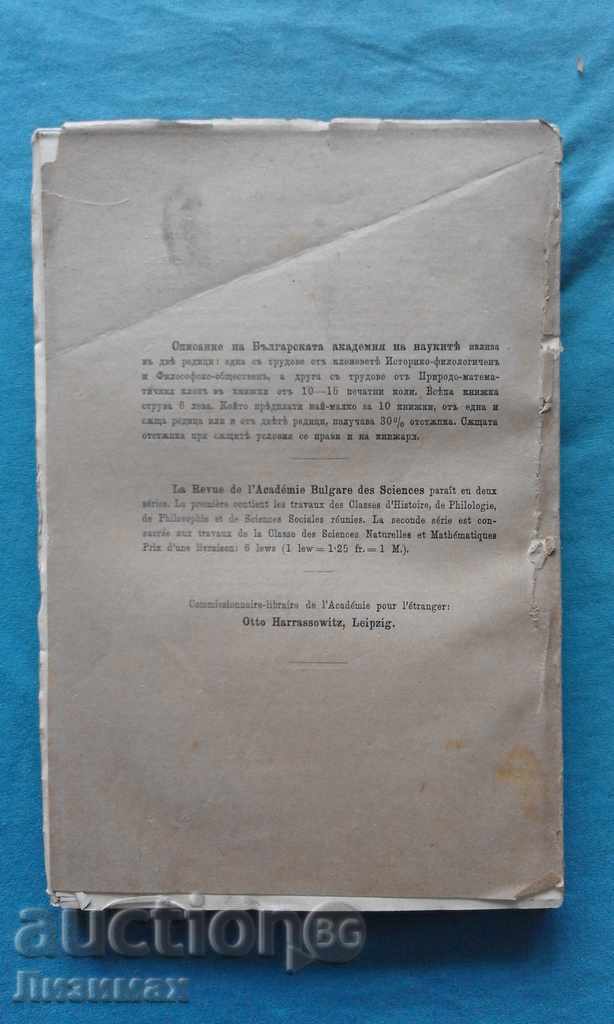 Описание на Българската академия на науките излиза
въ двѣ редици: една съ трудове отъ клоноветѣ Историко-филологиченъ
и Философско-общественъ, а друга съ трудове отъ Природо-матема-
тичния клонъ въ книжки отъ 10—15 печатни коли. Всѣка книжка
струва 6 лева. Който предплати най-малко за 10 книжки, отъ една и
сѫща редица или и отъ двѣтѣ редици, получава 30% отстѫпка. Сѫщата
отстѫпка при сѫщитѣ условия се прави и на книжаря.
La Revue de l'Académie Bulgare des Sciences paraît en deux
séries. La première contient les travaux des Classes d'Histoire, de Philologie,
de Philosophie et de Sciences Sociales réunies. La seconde série est con-
sacrée aux travaux de la Classe des Sciences Naturelles et Mathématiques
Prix d'une livraison: 6 lews (1 lew = 1·25 fr. = 1 M.).
Commissionnaire-libraire de l'Académie pour l'étranger:
Otto Harrassowitz, Leipzig.
auction BG
Лизимах